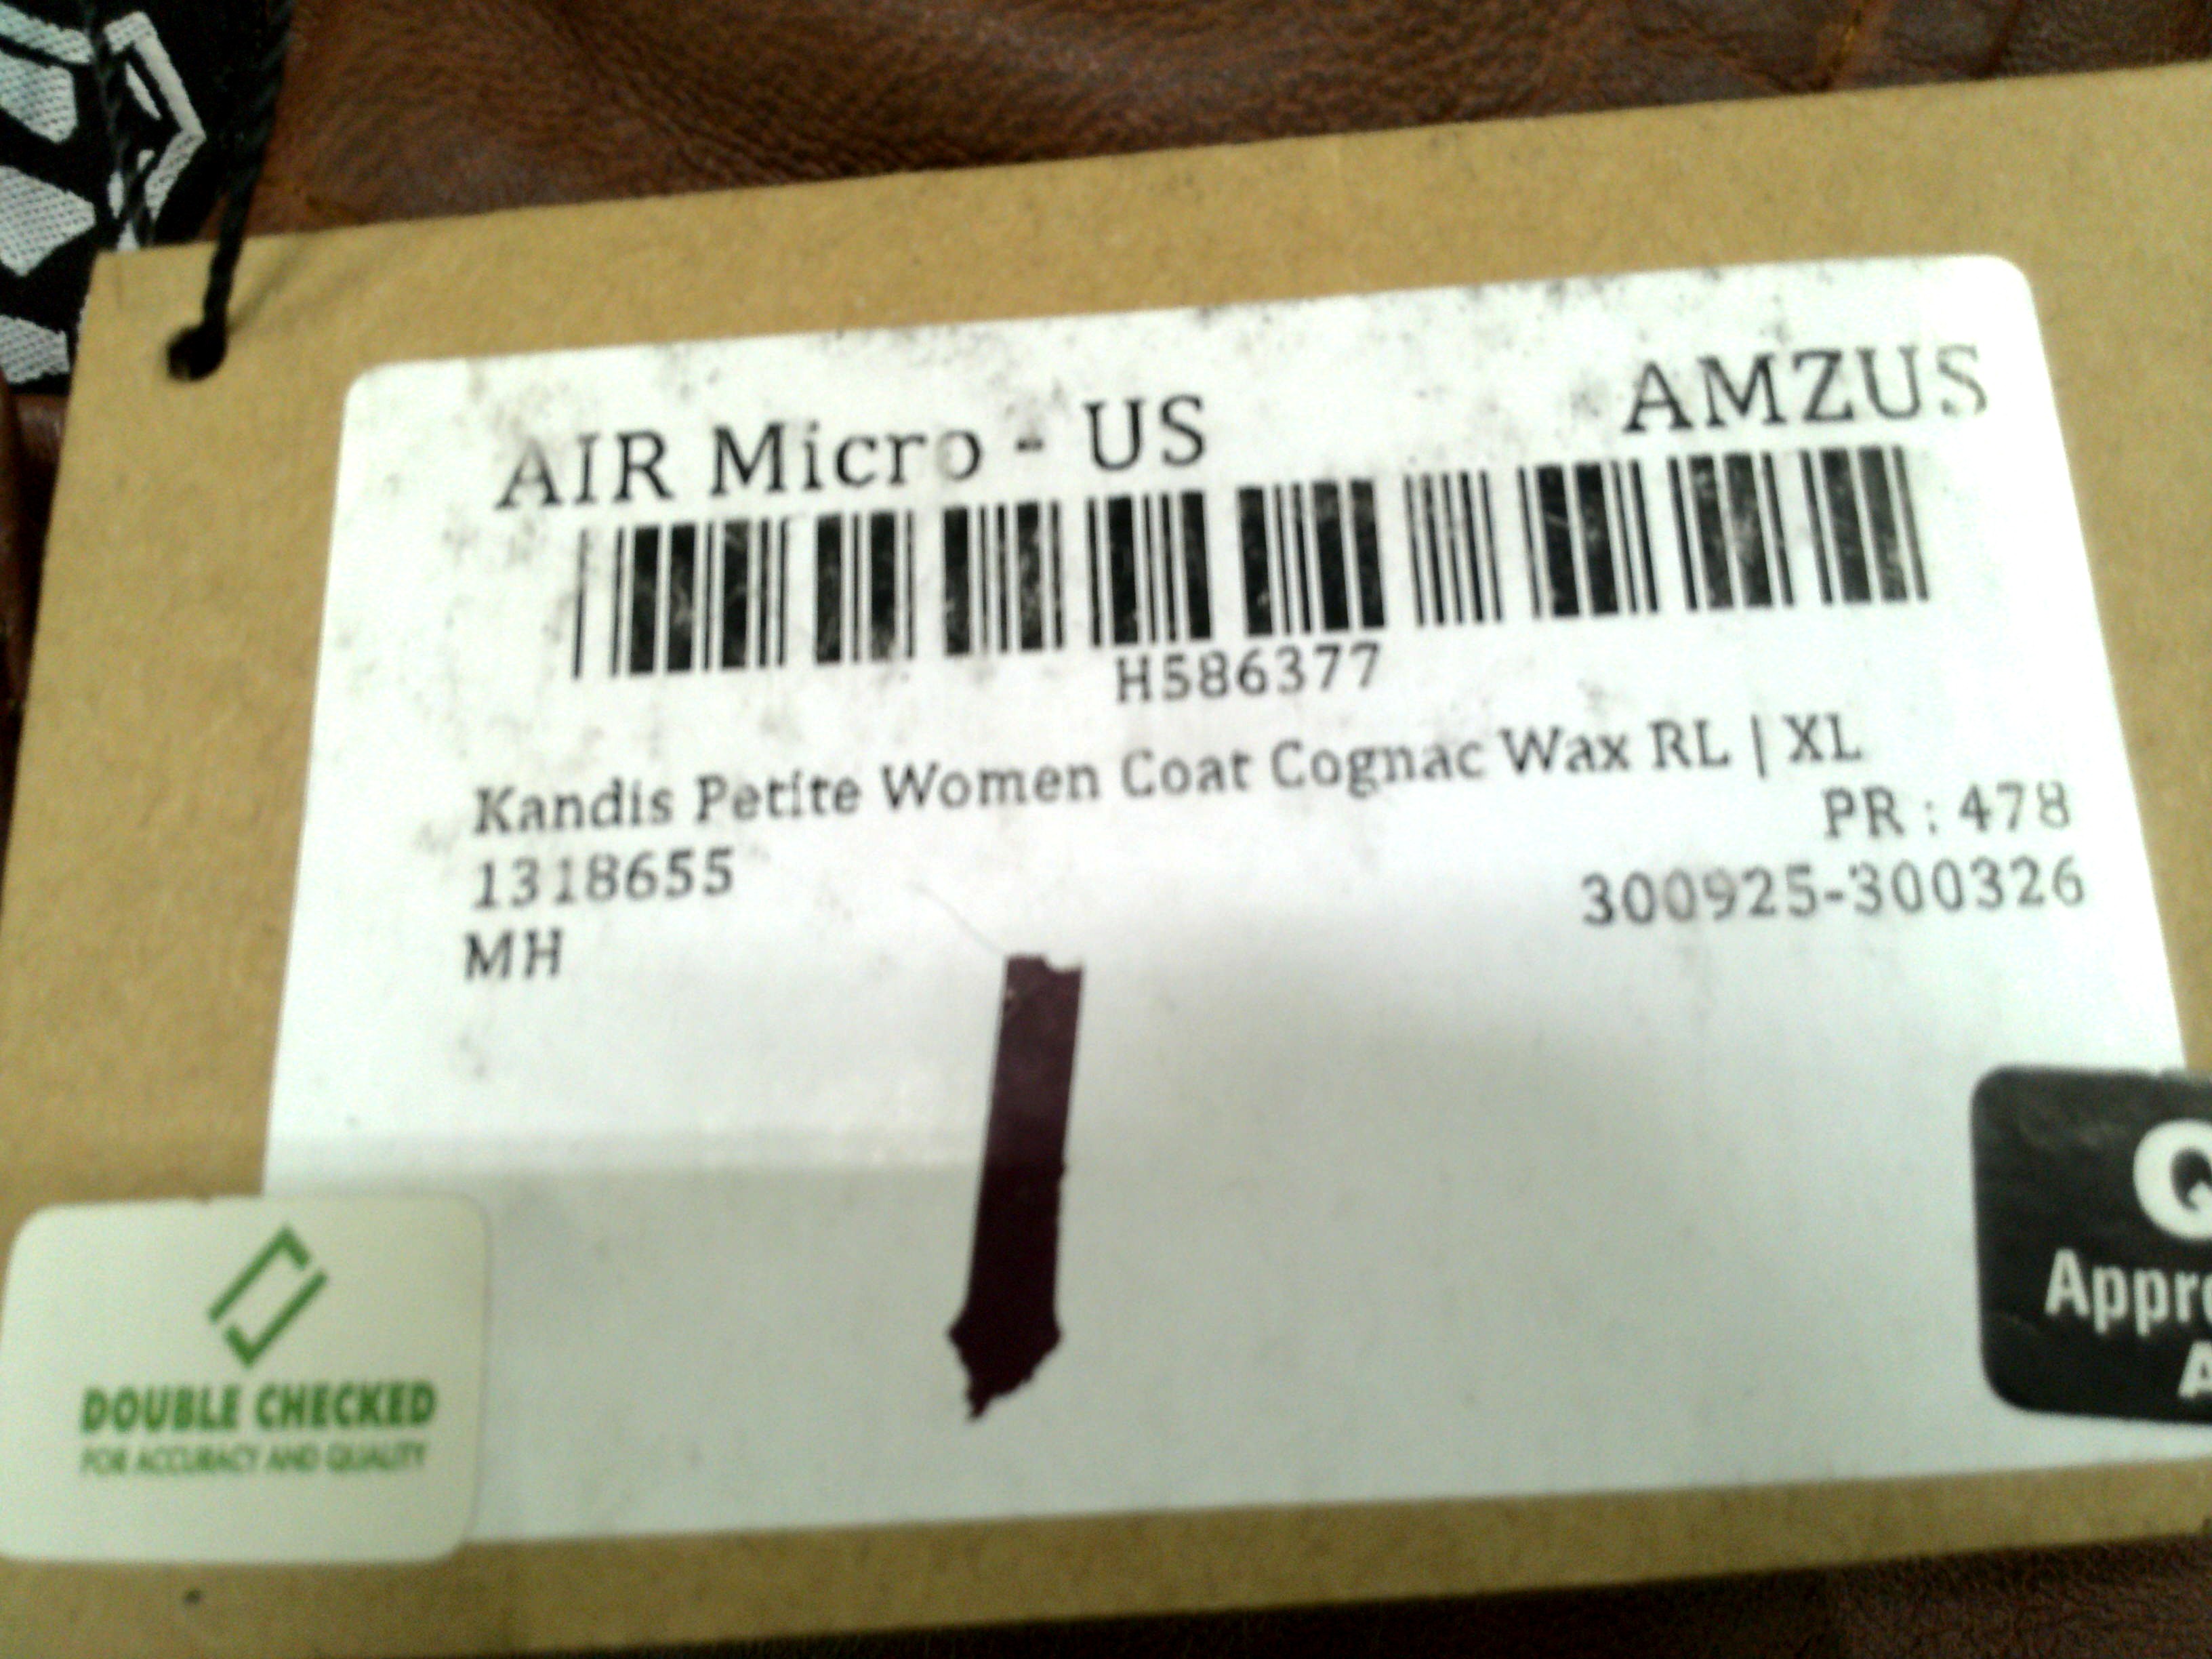 AIR Micro - US AMZUS
H586377
Kandis Petite Women Coat Cognac Wax RL | XL
PR : 478
1318655 300925-300326
MH
DOUBLE CHECKED
FOR ACCURACY AND QUALITY
Q
Appro
A